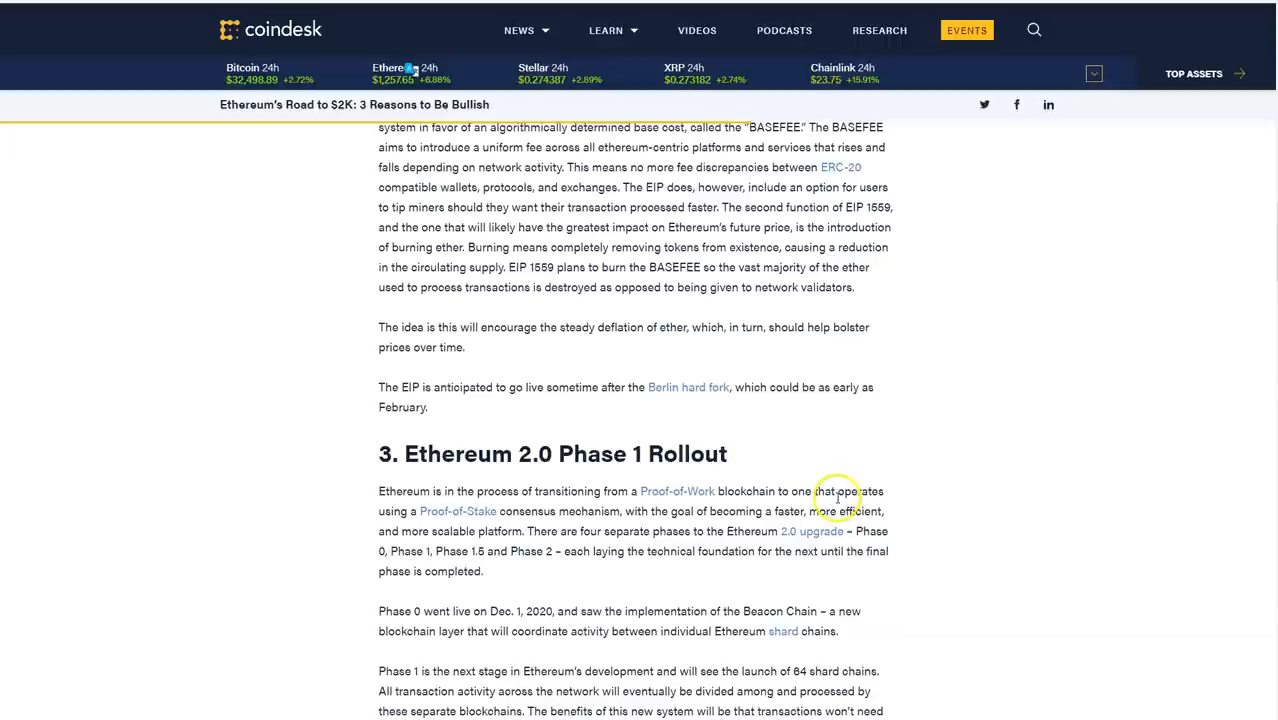 coindesk
NEWS
LEARN
VIDEOS
PODCASTS
RESEARCH
EVENTS
Bitcoin 24h
$32,498.89 +2.72%
Ethere 24h
$1,257.65 +6.86%
Stellar 24h
$0.274387 +2.89%
XRP 24h
$0.273182 +2.74%
Chainlink 24h
$23.75 +15.91%
TOP ASSETS
Ethereum's Road to $2K: 3 Reasons to Be Bullish
system in favor of an algorithmically determined base cost, called the "BASEFEE." The BASEFEE
aims to introduce a uniform fee across all ethereum-centric platforms and services that rises and
falls depending on network activity. This means no more fee discrepancies between ERC-20
compatible wallets, protocols, and exchanges. The EIP does, however, include an option for users
to tip miners should they want their transaction processed faster. The second function of EIP 1559,
and the one that will likely have the greatest impact on Ethereum's future price, is the introduction
of burning ether. Burning means completely removing tokens from existence, causing a reduction
in the circulating supply. EIP 1559 plans to burn the BASEFEE so the vast majority of the ether
used to process transactions is destroyed as opposed to being given to network validators.
The idea is this will encourage the steady deflation of ether, which, in turn, should help bolster
prices over time.
The EIP is anticipated to go live sometime after the Berlin hard fork, which could be as early as
February.
3. Ethereum 2.0 Phase 1 Rollout
Ethereum is in the process of transitioning from a Proof-of-Work blockchain to one that operates
using a Proof-of-Stake consensus mechanism, with the goal of becoming a faster, more efficient,
and more scalable platform. There are four separate phases to the Ethereum 2.0 upgrade – Phase
0, Phase 1, Phase 1.5 and Phase 2 – each laying the technical foundation for the next until the final
phase is completed.
Phase 0 went live on Dec. 1, 2020, and saw the implementation of the Beacon Chain – a new
blockchain layer that will coordinate activity between individual Ethereum shard chains.
Phase 1 is the next stage in Ethereum's development and will see the launch of 64 shard chains.
All transaction activity across the network will eventually be divided among and processed by
these separate blockchains. The benefits of this new system will be that transactions won't need